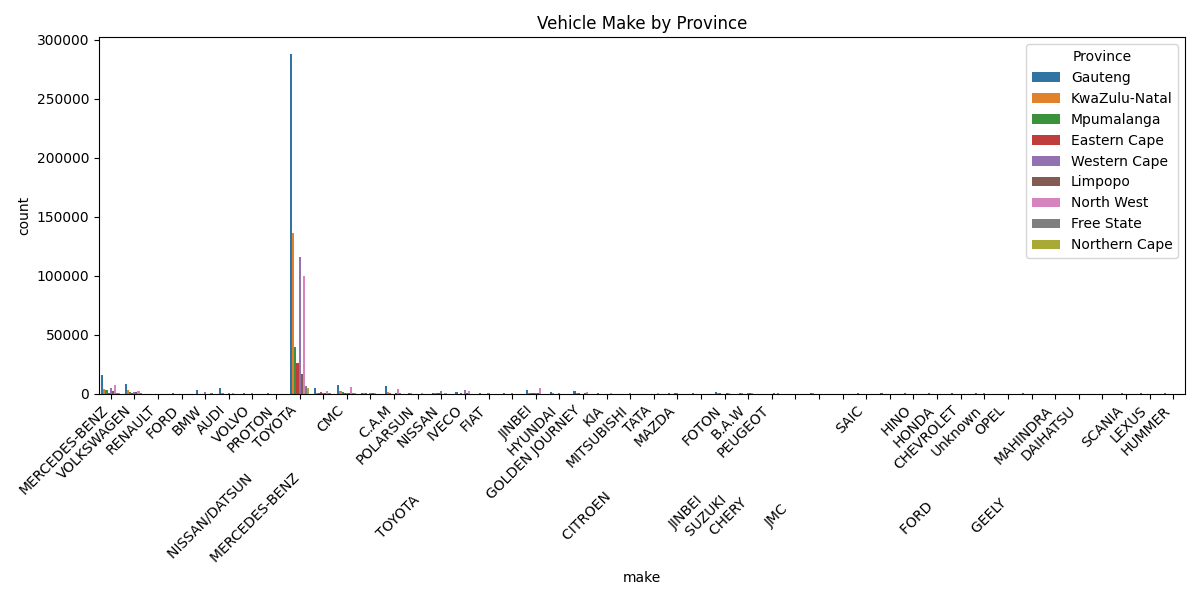 Vehicle Make by Province
300000
250000
200000
150000
100000
50000
0
count
Province
Gauteng
KwaZulu-Natal
Mpumalanga
Eastern Cape
Western Cape
Limpopo
North West
Free State
Northern Cape
MERCEDES-BENZ
VOLKSWAGEN
RENAULT
FORD
BMW
AUDI
VOLVO
PROTON
TOYOTA
NISSAN/DATSUN
CMC
MERCEDES-BENZ
C.A.M
POLARSUN
NISSAN
IVECO
FIAT
TOYOTA
JINBEI
HYUNDAI
GOLDEN JOURNEY
KIA
MITSUBISHI
TATA
MAZDA
CITROEN
FOTON
B.A.W
PEUGEOT
JINBEI
SUZUKI
CHERY
SAIC
JMC
HINO
HONDA
CHEVROLET
Unknown
OPEL
FORD
MAHINDRA
DAIHATSU
GEELY
SCANIA
LEXUS
HUMMER
make